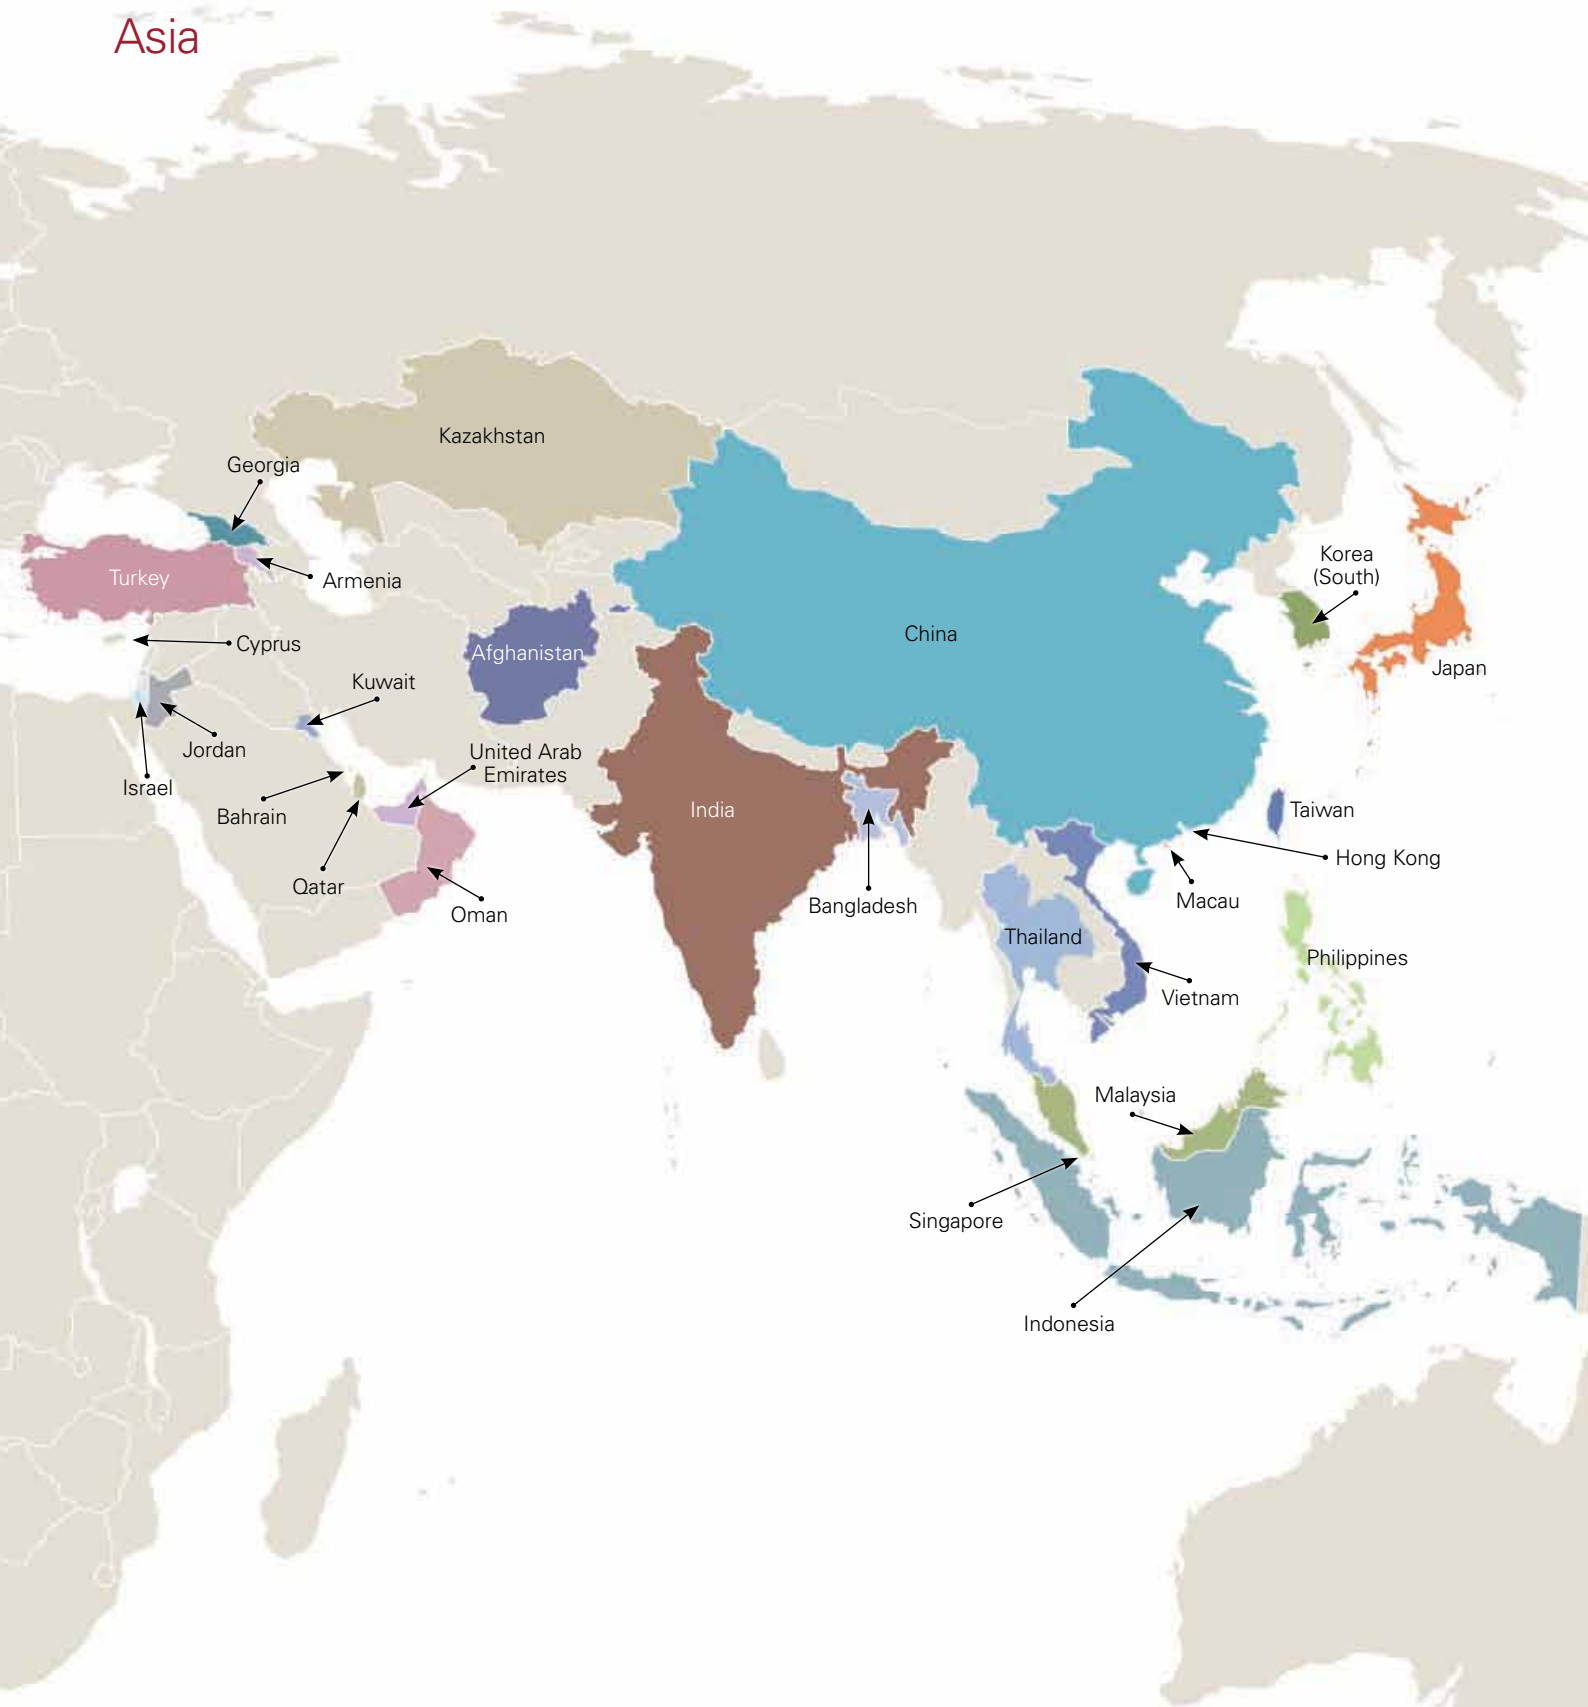 Asia
Kazakhstan
Georgia
Korea
(South)
Turkey
Armenia
China
Cyprus
Afghanistan
Japan
Kuwait
Jordan
United Arab
Emirates
Israel
Bahrain
India
Taiwan
Hong Kong
Qatar
Macau
Bangladesh
Oman
Thailand
Philippines
Vietnam
Malaysia
Singapore
Indonesia